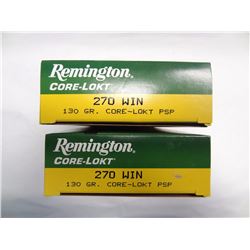 Remington
CORE-LOKT
270 WIN
130 GR. CORE-LOKT PSP
Remington
CORE-LOKT
270 WIN
130 GR. CORE-LOKT PSP